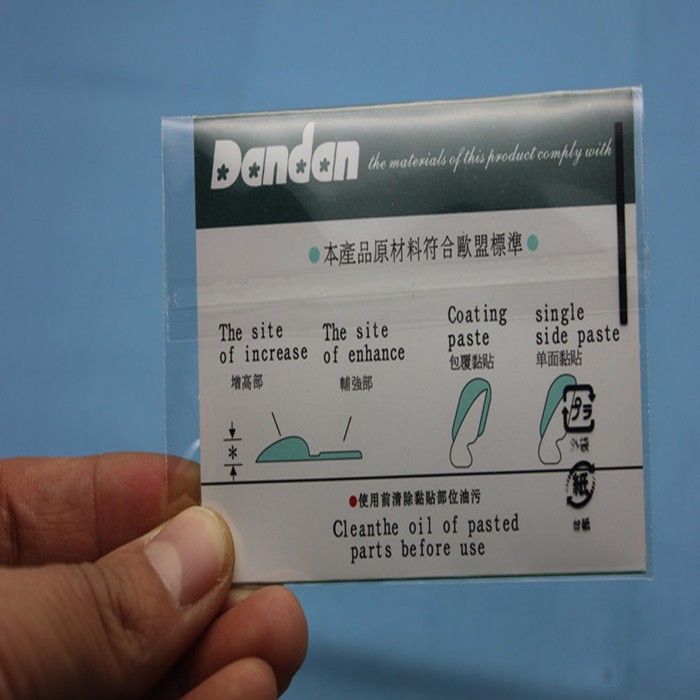 Dandan the materials of this product comply with
●本產品原材料符合歐盟標準●
The site of increase
增高部
The site of enhance
輔強部
Coating paste
包覆黏貼
single side paste
单面黏貼
*
プラ
外袋
紙
台紙
●使用前清除黏貼部位油污
Cleanthe oil of pasted
parts before use